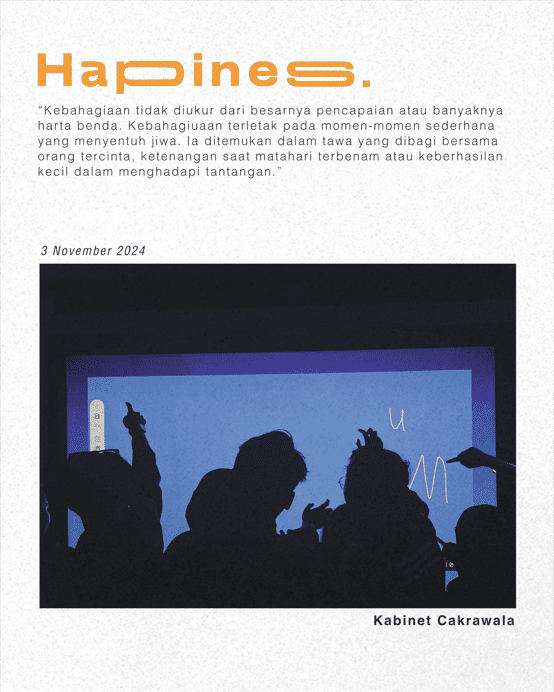 Hapiness.
“Kebahagiaan tidak diukur dari besarnya pencapaian atau banyaknya
harta benda. Kebahagiuaan terletak pada momen-momen sederhana
yang menyentuh jiwa. Ia ditemukan dalam tawa yang dibagi bersama
orang tercinta, ketenangan saat matahari terbenam atau keberhasilan
kecil dalam menghadapi tantangan.”
3 November 2024
u
M
Kabinet Cakrawala